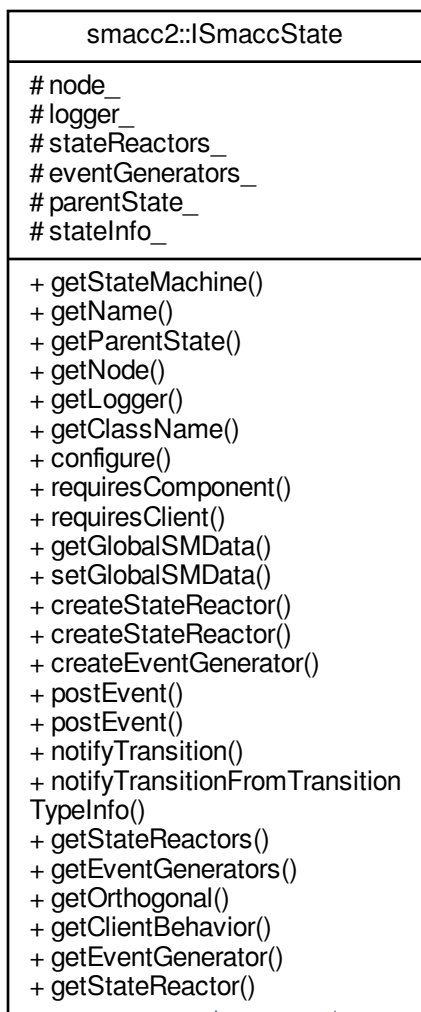 smacc2::ISmaccState
# node_
# logger_
# stateReactors_
# eventGenerators_
# parentState_
# stateInfo_
+ getStateMachine()
+ getName()
+ getParentState()
+ getNode()
+ getLogger()
+ getClassName()
+ configure()
+ requiresComponent()
+ requiresClient()
+ getGlobalSMData()
+ setGlobalSMData()
+ createStateReactor()
+ createStateReactor()
+ createEventGenerator()
+ postEvent()
+ postEvent()
+ notifyTransition()
+ notifyTransitionFromTransition
TypeInfo()
+ getStateReactors()
+ getEventGenerators()
+ getOrthogonal()
+ getClientBehavior()
+ getEventGenerator()
+ getStateReactor()